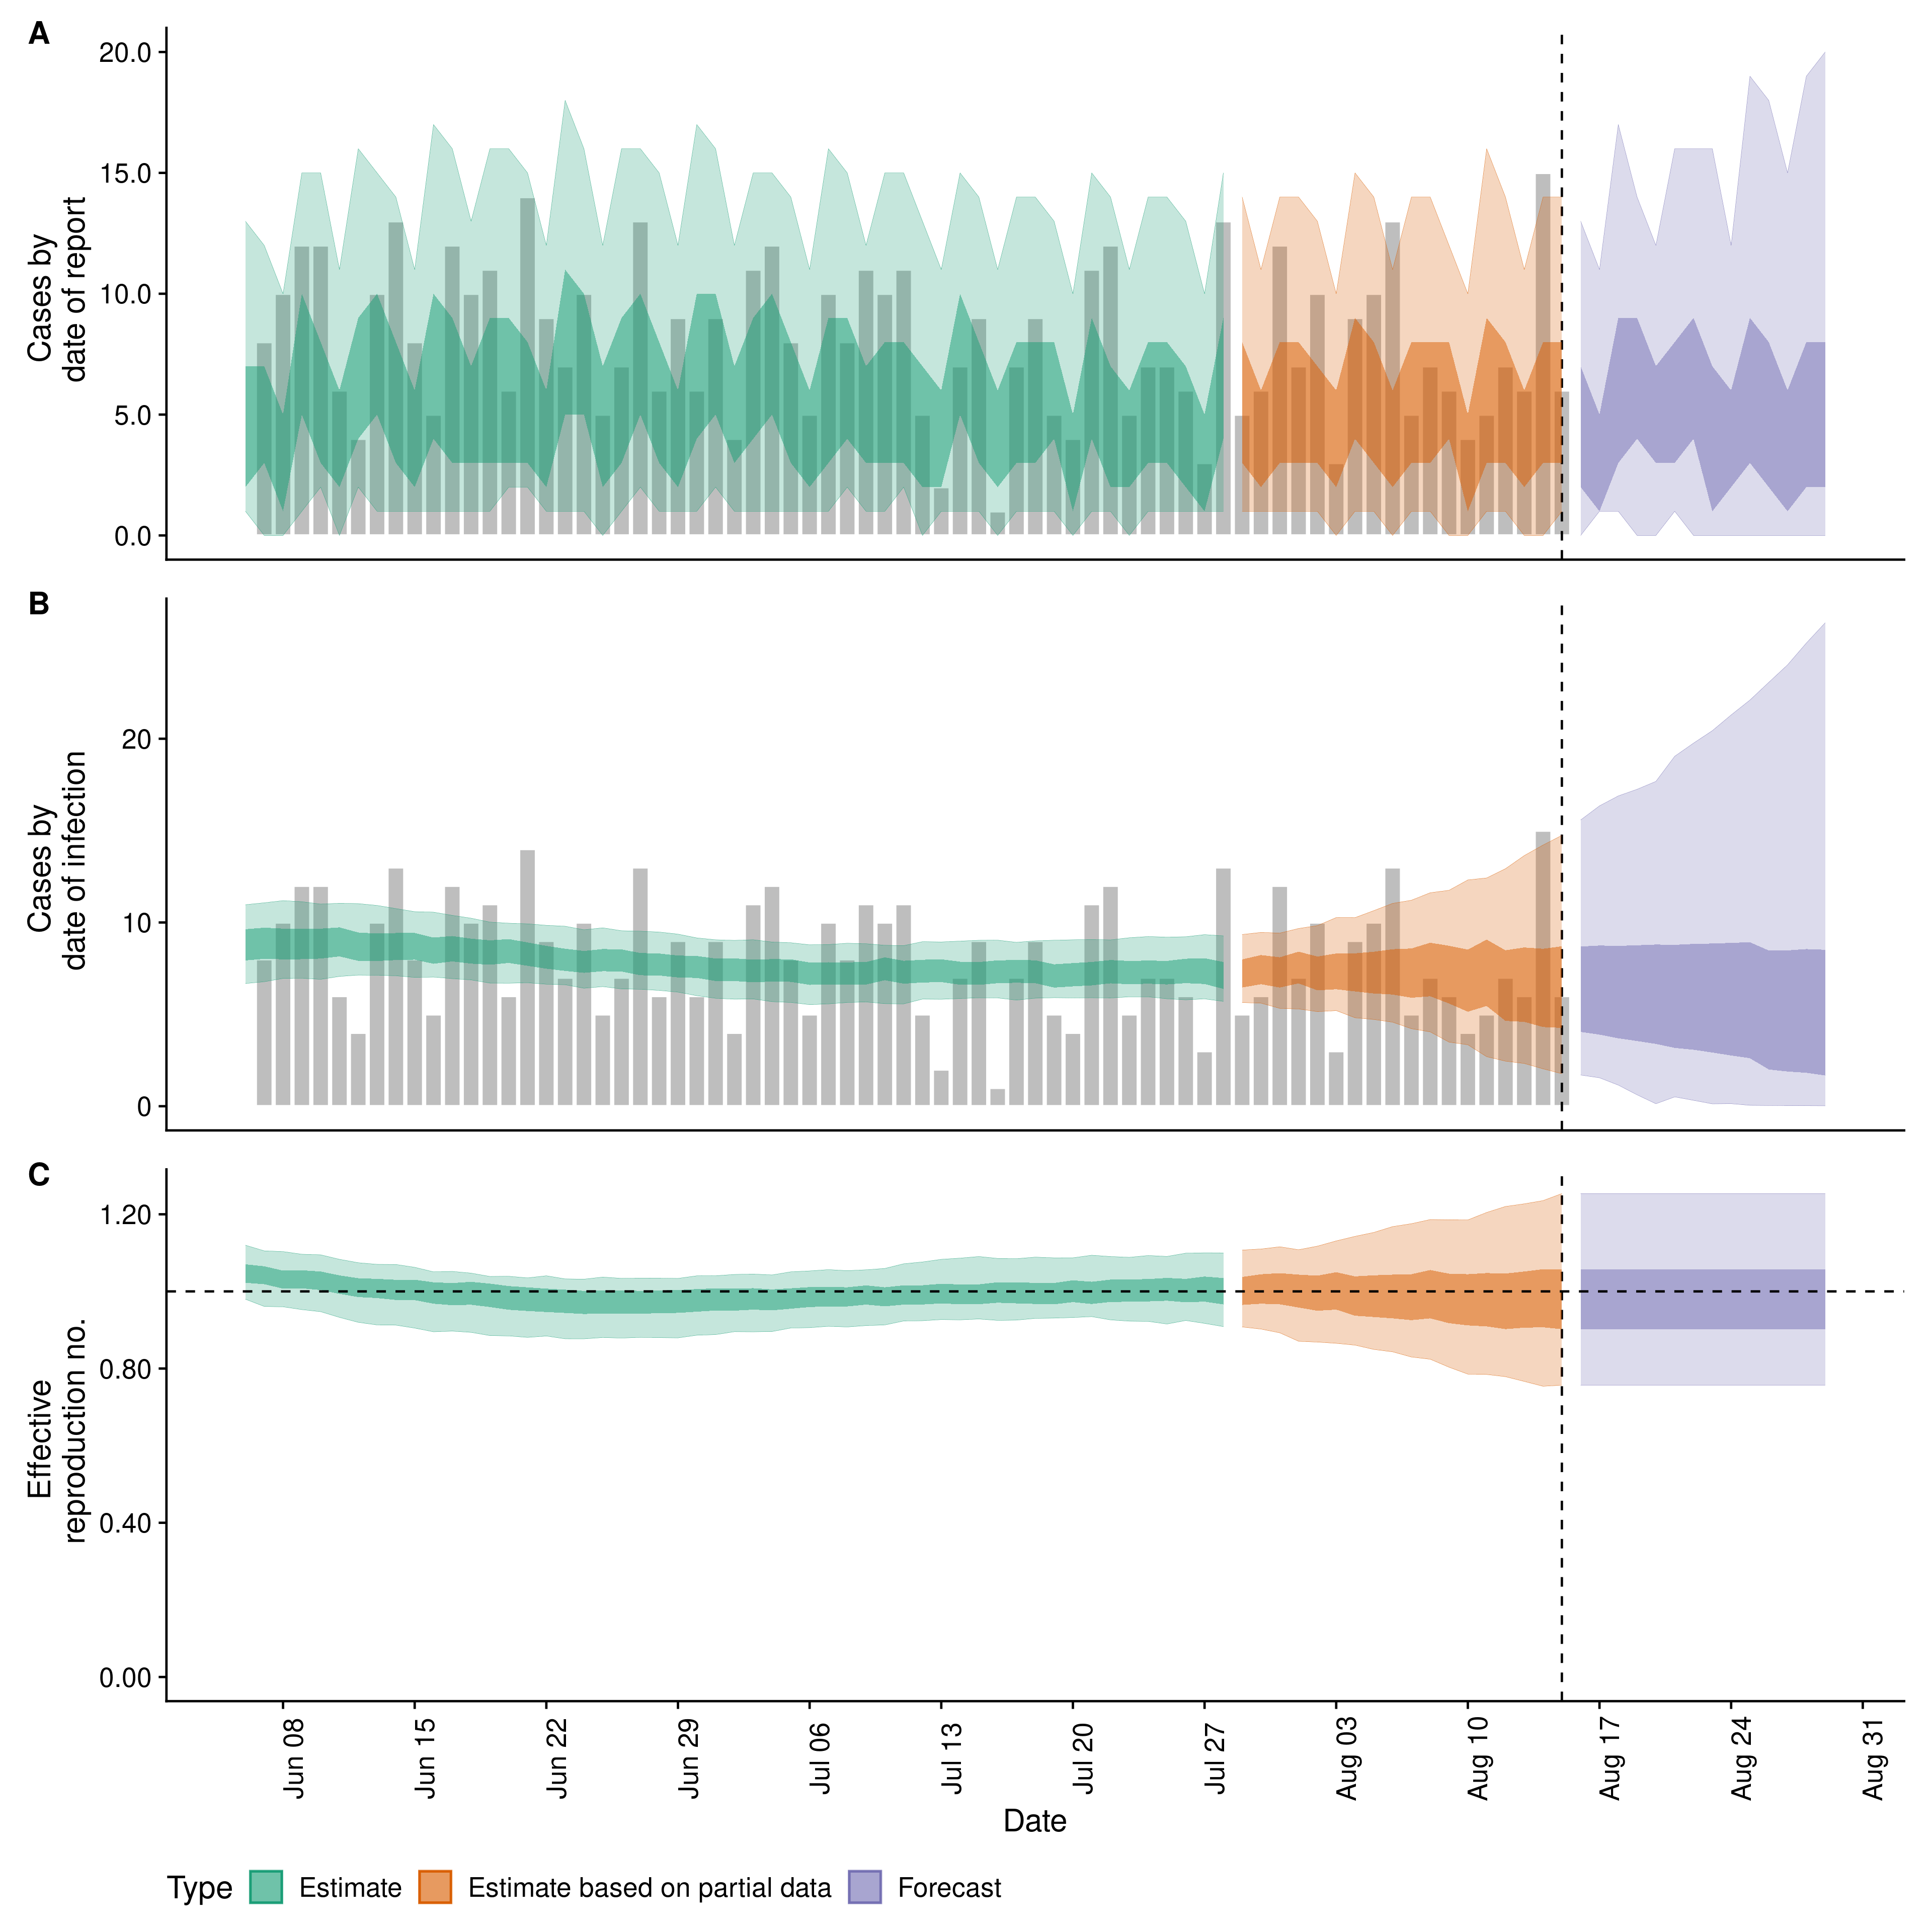 A
Cases by
date of report
20.0
15.0
10.0
5.0
0.0
B
Cases by
date of infection
20
10
0
C
Effective
reproduction no.
1.20
0.80
0.40
0.00
Jun 08
Jun 15
Jun 22
Jun 29
Jul 06
Jul 13
Jul 20
Jul 27
Aug 03
Aug 10
Aug 17
Aug 24
Aug 31
Date
Type Estimate Estimate based on partial data Forecast